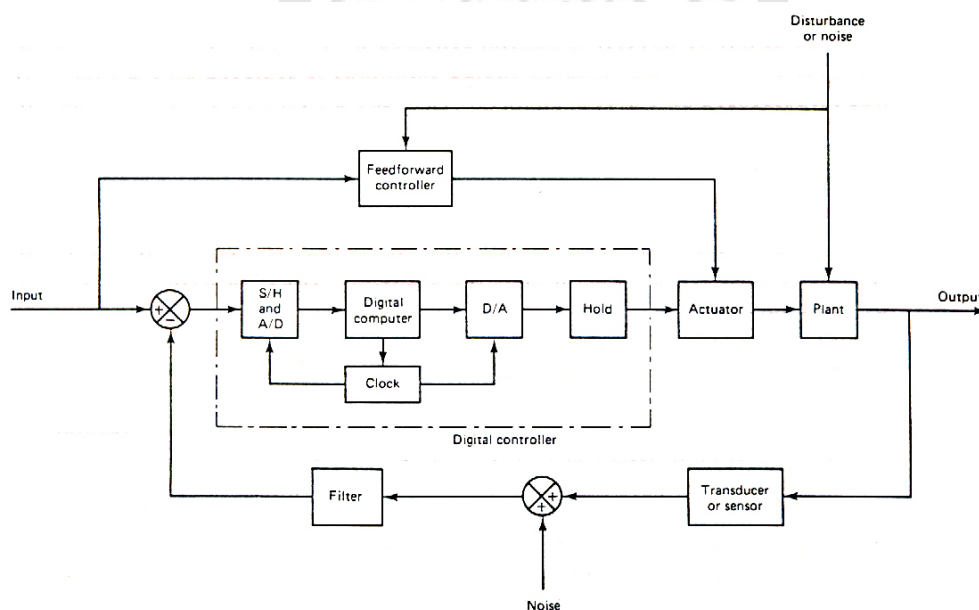 Disturbance
or noise
Feedforward
controller
Input
+
−
S/H
and
A/D
Digital
computer
D/A
Hold
Actuator
Plant
Output
Clock
Digital controller
Filter
+
+
Transducer
or sensor
Noise